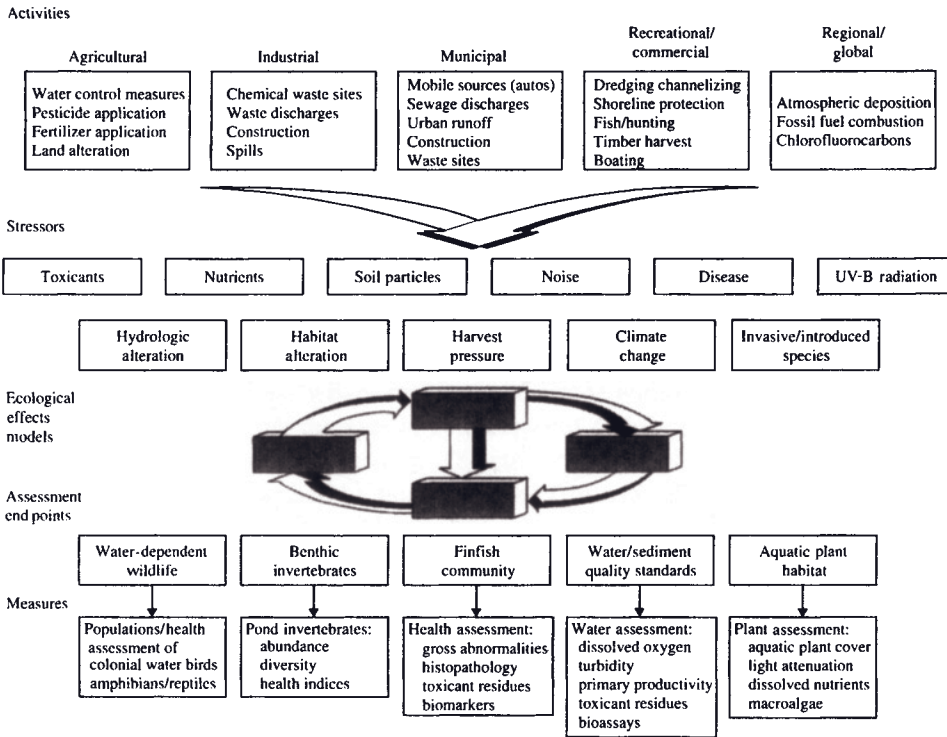 Activities
Agricultural
Water control measures
Pesticide application
Fertilizer application
Land alteration
Industrial
Chemical waste sites
Waste discharges
Construction
Spills
Municipal
Mobile sources (autos)
Sewage discharges
Urban runoff
Construction
Waste sites
Recreational/
commercial
Dredging channelizing
Shoreline protection
Fish/hunting
Timber harvest
Boating
Regional/
global
Atmospheric deposition
Fossil fuel combustion
Chlorofluorocarbons
Stressors
Toxicants
Nutrients
Soil particles
Noise
Disease
UV-B radiation
Hydrologic
alteration
Habitat
alteration
Harvest
pressure
Climate
change
Invasive/introduced
species
Ecological
effects
models
Assessment
end points
Water-dependent
wildlife
Benthic
invertebrates
Finfish
community
Water/sediment
quality standards
Aquatic plant
habitat
Measures
Populations/health
assessment of
colonial water birds
amphibians/reptiles
Pond invertebrates:
abundance
diversity
health indices
Health assessment:
gross abnormalities
histopathology
toxicant residues
biomarkers
Water assessment:
dissolved oxygen
turbidity
primary productivity
toxicant residues
bioassays
Plant assessment:
aquatic plant cover
light attenuation
dissolved nutrients
macroalgae